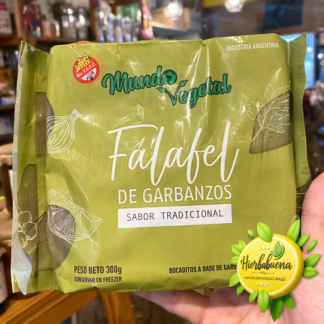 INDUSTRIA ARGENTINA
Mundo
Vegetal
Fálafel
DE GARBANZOS
SABOR TRADICIONAL
PESO NETO 300g
CONSERVAR EN FREEZER
BOCADITOS A BASE DE GARB
Hierbabuena